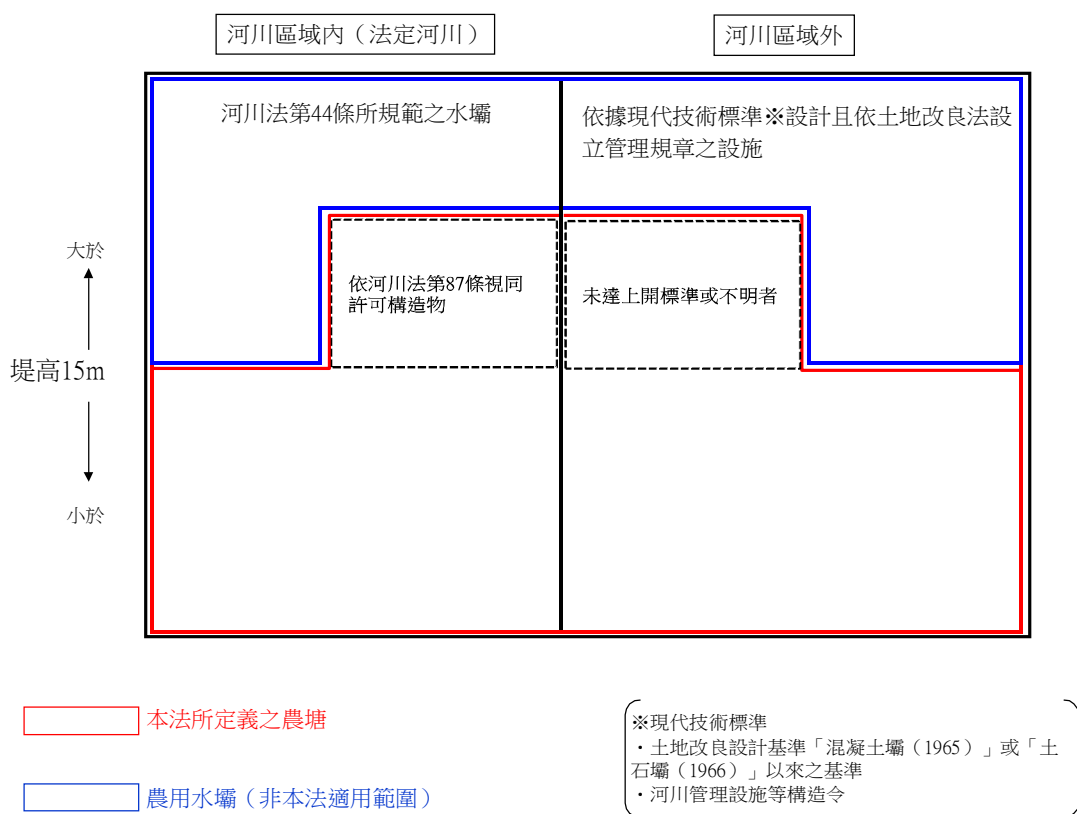 河川區域內（法定河川）
河川區域外
河川法第44條所規範之水壩
依據現代技術標準※設計且依土地改良法設
立管理規章之設施
大於
依河川法第87條視同
許可構造物
未達上開標準或不明者
堤高15m
小於
本法所定義之農塘
農用水壩（非本法適用範圍）
※現代技術標準
・土地改良設計基準「混凝土壩（1965）」或「土
石壩（1966）」以來之基準
・河川管理設施等構造令